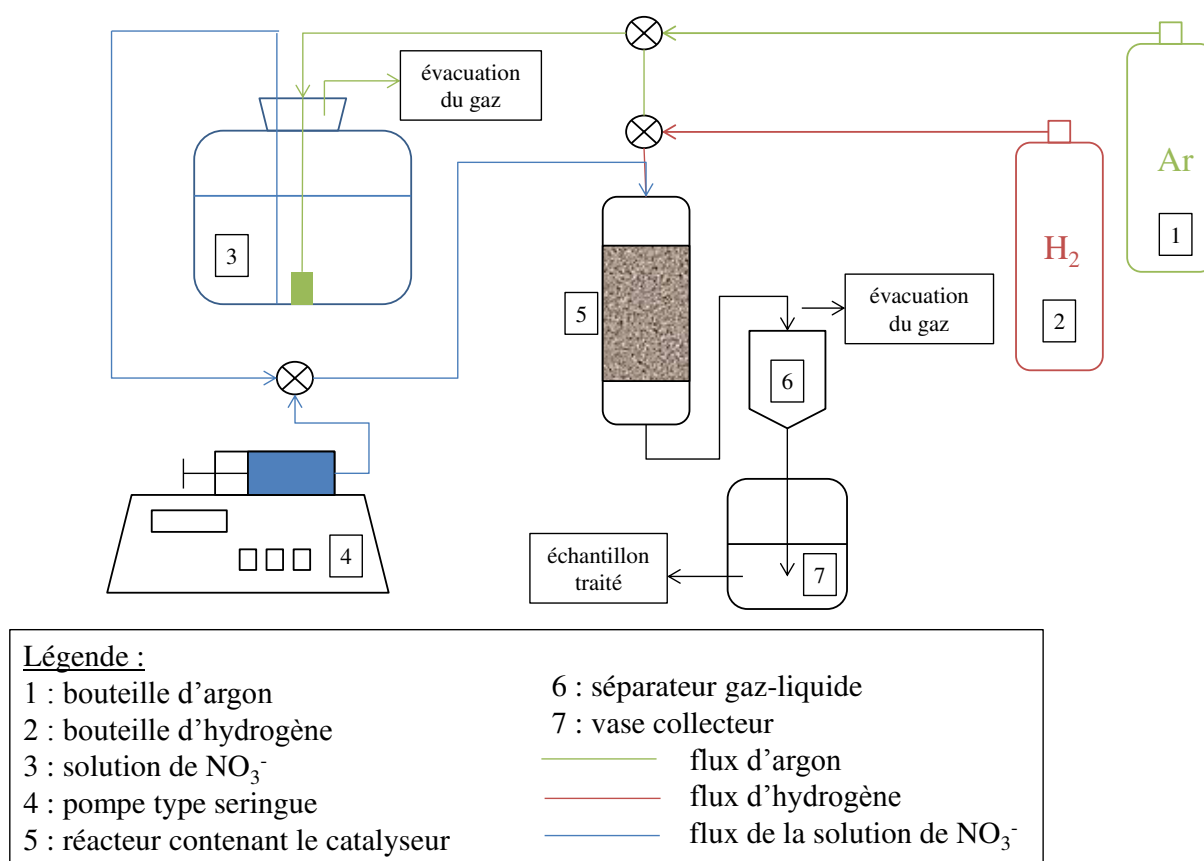 évacuation
du gaz
Ar
1
H₂
2
3
5
évacuation
du gaz
6
4
échantillon
traité
7
Légende :
1 : bouteille d’argon
2 : bouteille d’hydrogène
3 : solution de NO₃⁻
4 : pompe type seringue
5 : réacteur contenant le catalyseur
6 : séparateur gaz-liquide
7 : vase collecteur
flux d’argon
flux d’hydrogène
flux de la solution de NO₃⁻